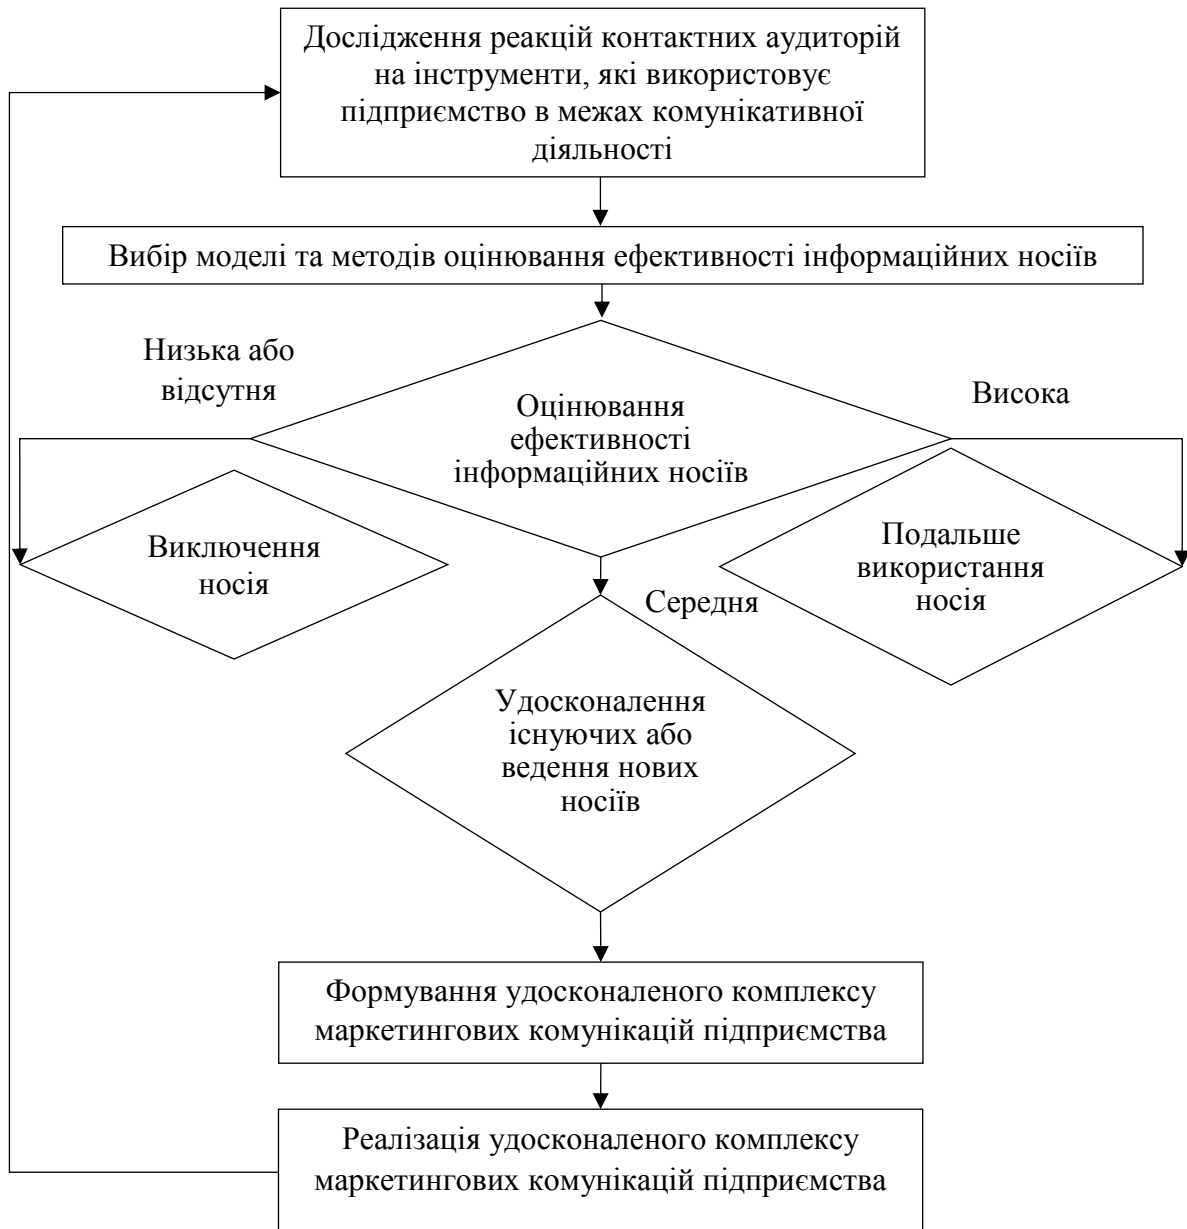 Дослідження реакцій контактних аудиторій
на інструменти, які використовує
підприємство в межах комунікативної
діяльності
Вибір моделі та методів оцінювання ефективності інформаційних носіїв
Низька або
відсутня
Оцінювання
ефективності
інформаційних носіїв
Висока
Виключення
носія
Подальше
використання
носія
Середня
Удосконалення
існуючих або
ведення нових
носіїв
Формування удосконаленого комплексу
маркетингових комунікацій підприємства
Реалізація удосконаленого комплексу
маркетингових комунікацій підприємства